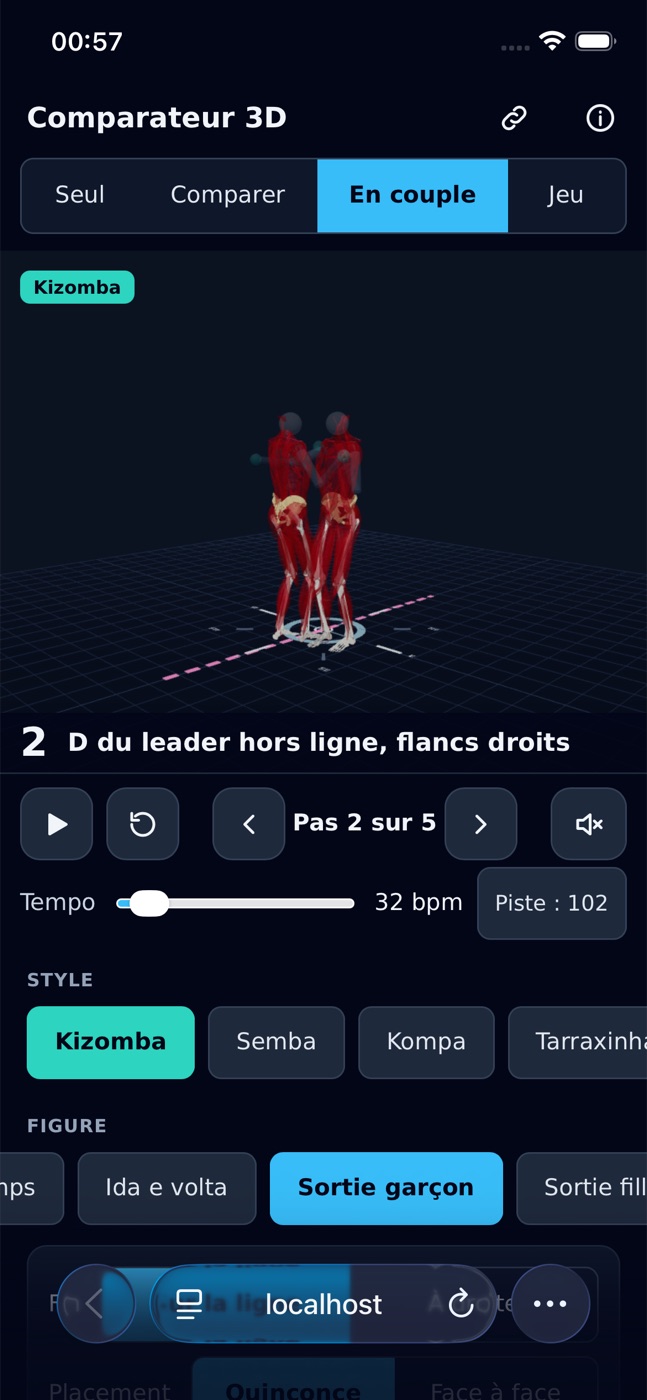 00:57
Comparateur 3D
Seul Comparer En couple Jeu
Kizomba
2 D du leader hors ligne, flancs droits
Pas 2 sur 5
Tempo 32 bpm Piste : 102
STYLE
Kizomba Semba Kompa Tarraxinha
FIGURE
Ida e volta Sortie garçon Sortie fill
localhost
Placement Quinconce Face à face